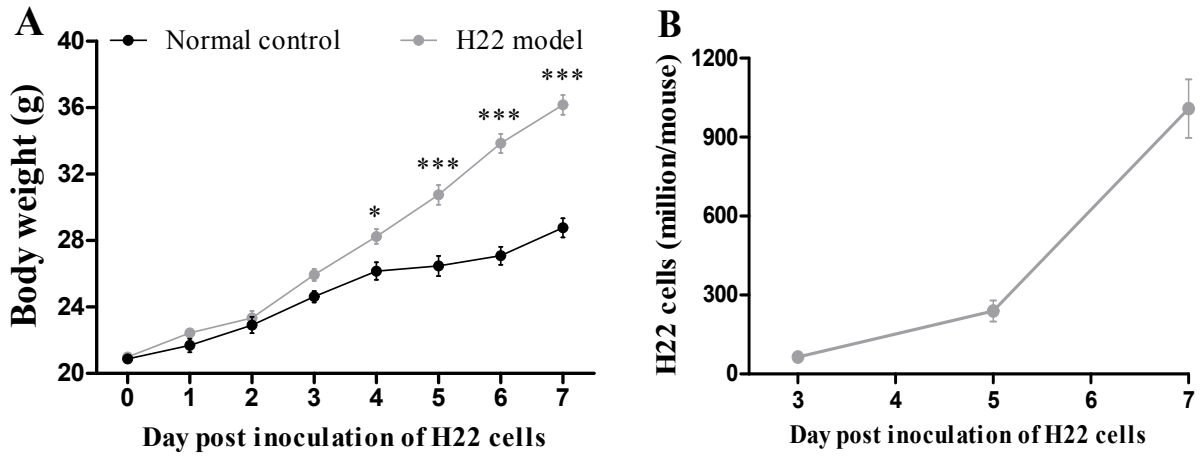 A
Normal control
H22 model
Body weight (g)
40
36
32
28
24
20
*
***
***
***
0 1 2 3 4 5 6 7
Day post inoculation of H22 cells
B
H22 cells (million/mouse)
1200
900
600
300
0
3 4 5 6 7
Day post inoculation of H22 cells